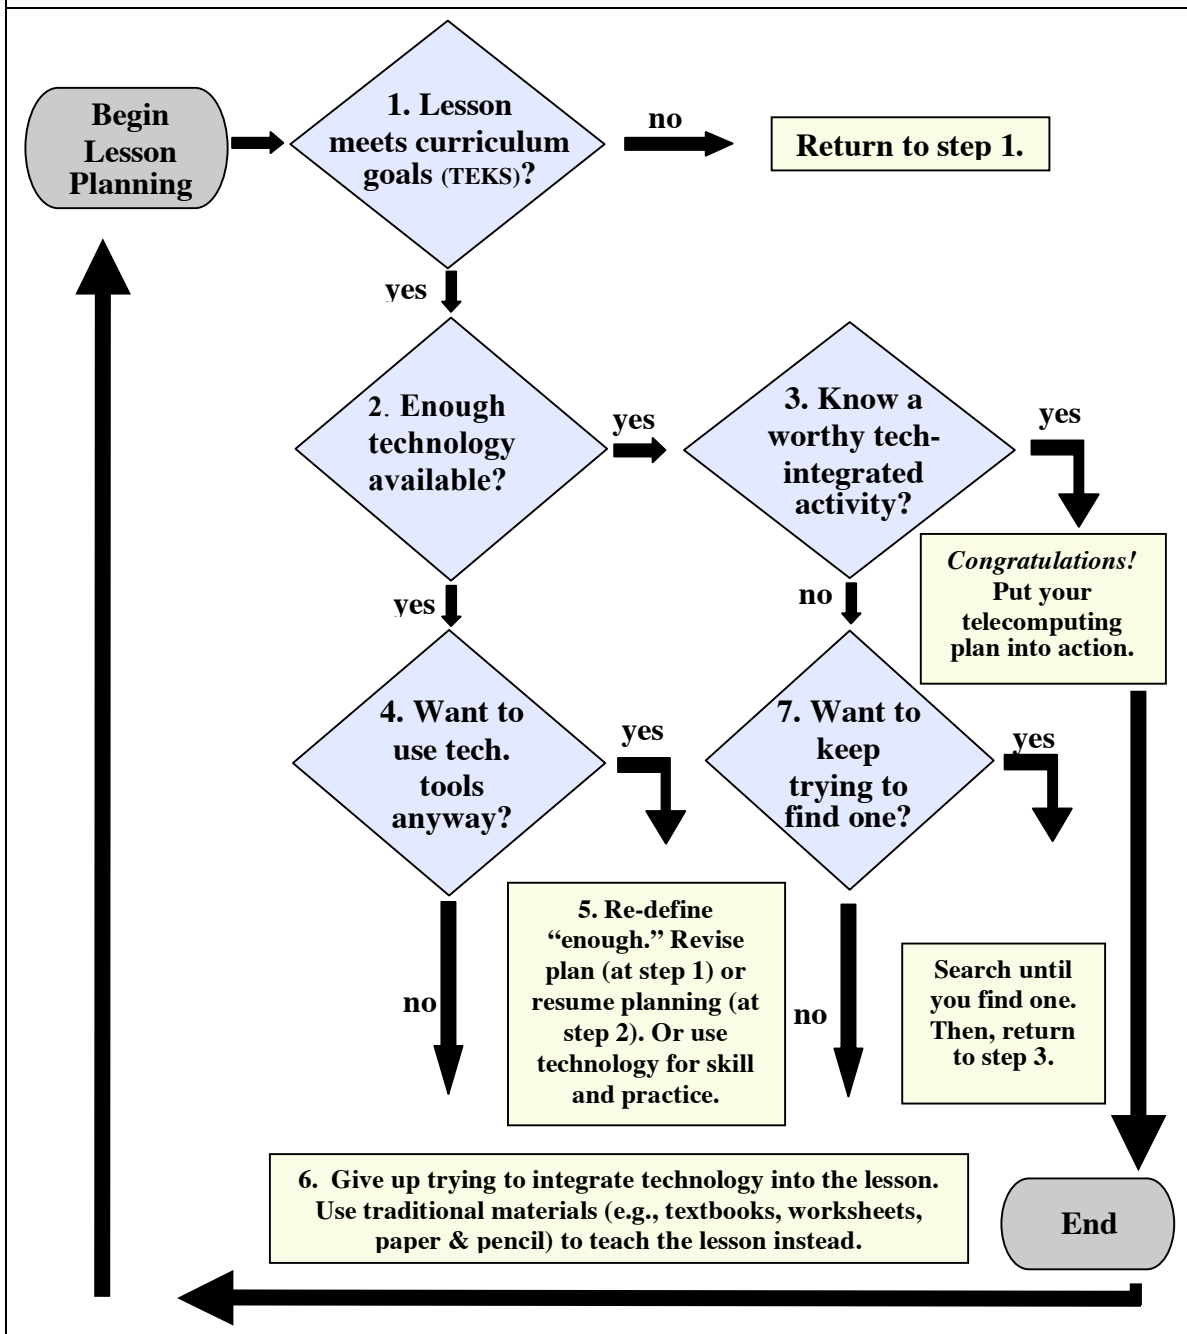 Begin
Lesson
Planning
1. Lesson
meets curriculum
goals (TEKS)?
no
Return to step 1.
yes
2. Enough
technology
available?
yes
3. Know a
worthy tech-
integrated
activity?
yes
Congratulations!
Put your
telecomputing
plan into action.
yes
no
4. Want to
use tech.
tools
anyway?
yes
7. Want to
keep
trying to
find one?
yes
5. Re-define
“enough.” Revise
plan (at step 1) or
resume planning (at
step 2). Or use
technology for skill
and practice.
no
no
Search until
you find one.
Then, return
to step 3.
6. Give up trying to integrate technology into the lesson.
Use traditional materials (e.g., textbooks, worksheets,
paper & pencil) to teach the lesson instead.
End